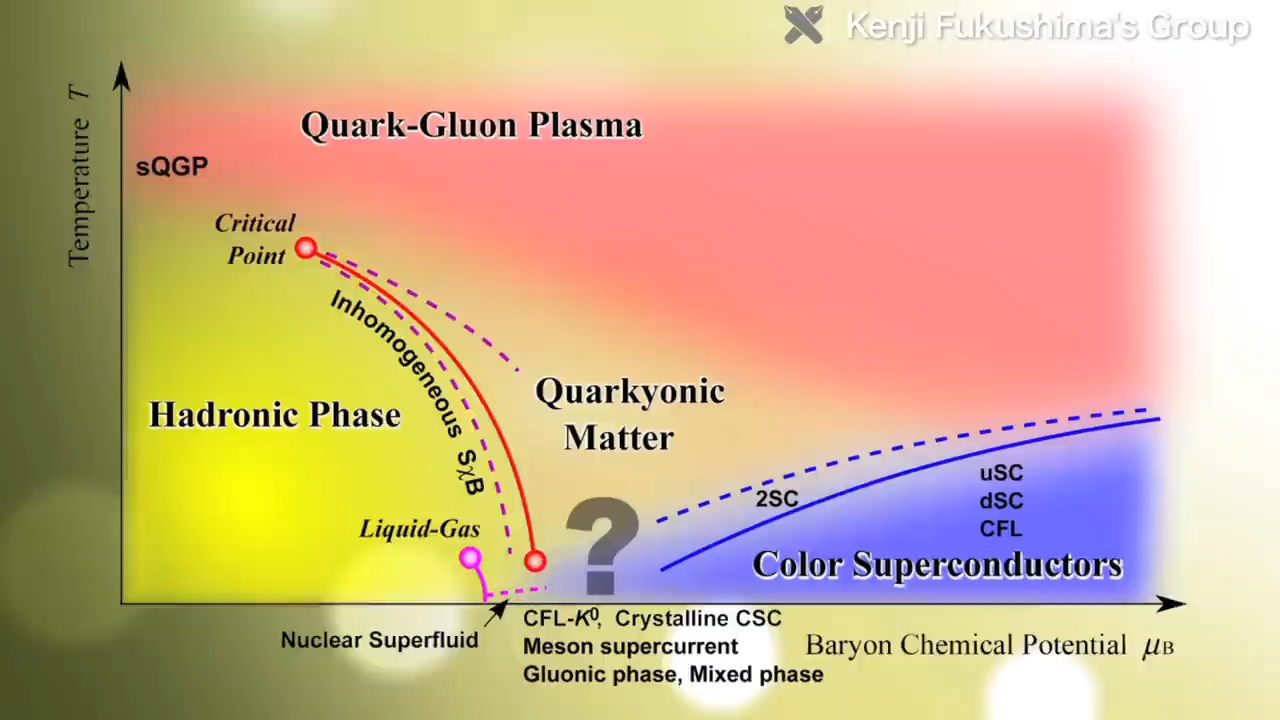 Kenji Fukushima's Group
Temperature T
Quark-Gluon Plasma
sQGP
Critical
Point
Inhomogeneous SχB
Hadronic Phase
Quarkyonic
Matter
Liquid-Gas
?
2SC
uSC
dSC
CFL
Color Superconductors
Nuclear Superfluid
CFL-K⁰, Crystalline CSC
Meson supercurrent
Gluonic phase, Mixed phase
Baryon Chemical Potential μB